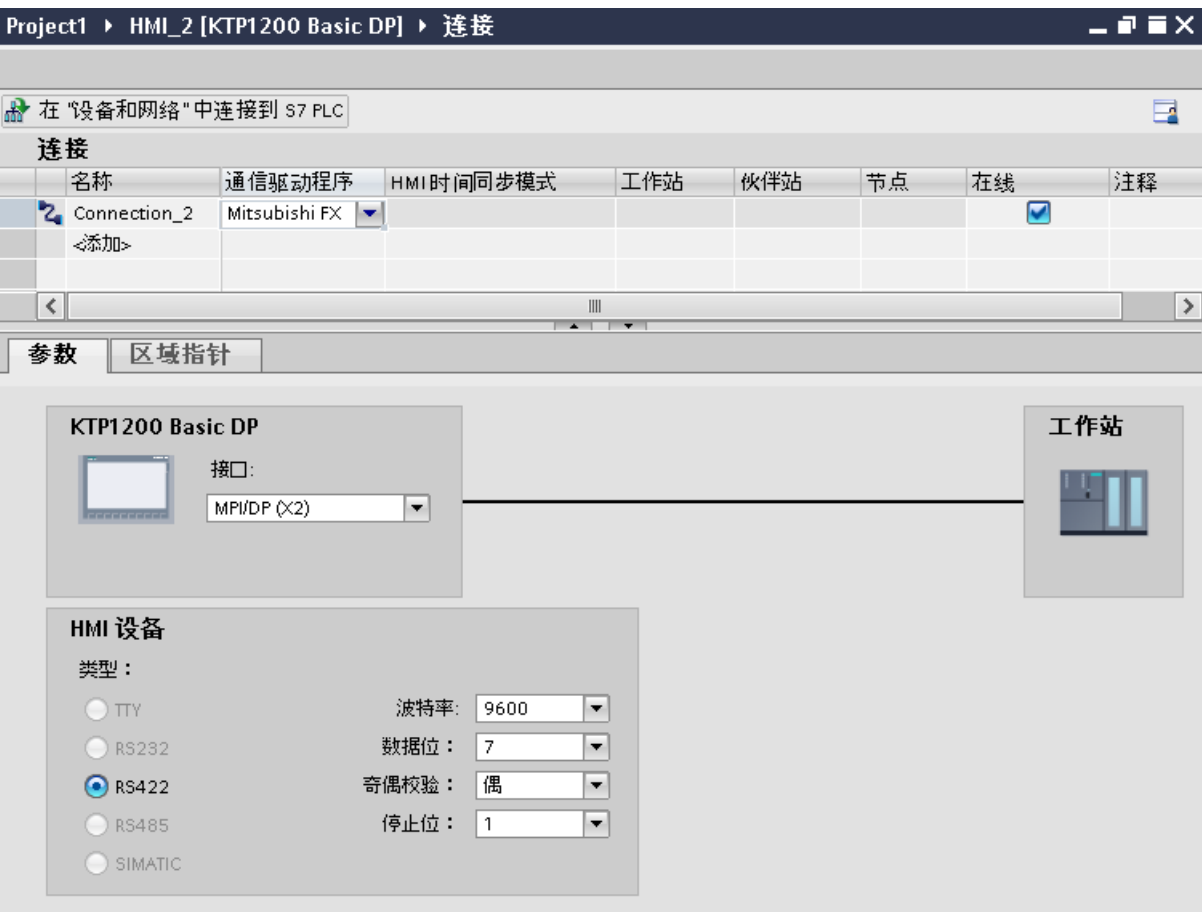 Project1 ▸ HMI_2 [KTP1200 Basic DP] ▸ 连接
在 "设备和网络"中连接到 S7 PLC
连接
名称 通信驱动程序 HMI时间同步模式 工作站 伙伴站 节点 在线 注释
Connection_2 Mitsubishi FX
<添加>
参数 区域指针
KTP1200 Basic DP 工作站
接口:
MPI/DP (X2)
HMI 设备
类型：
TTY 波特率: 9600
RS232 数据位： 7
RS422 奇偶校验： 偶
RS485 停止位： 1
SIMATIC